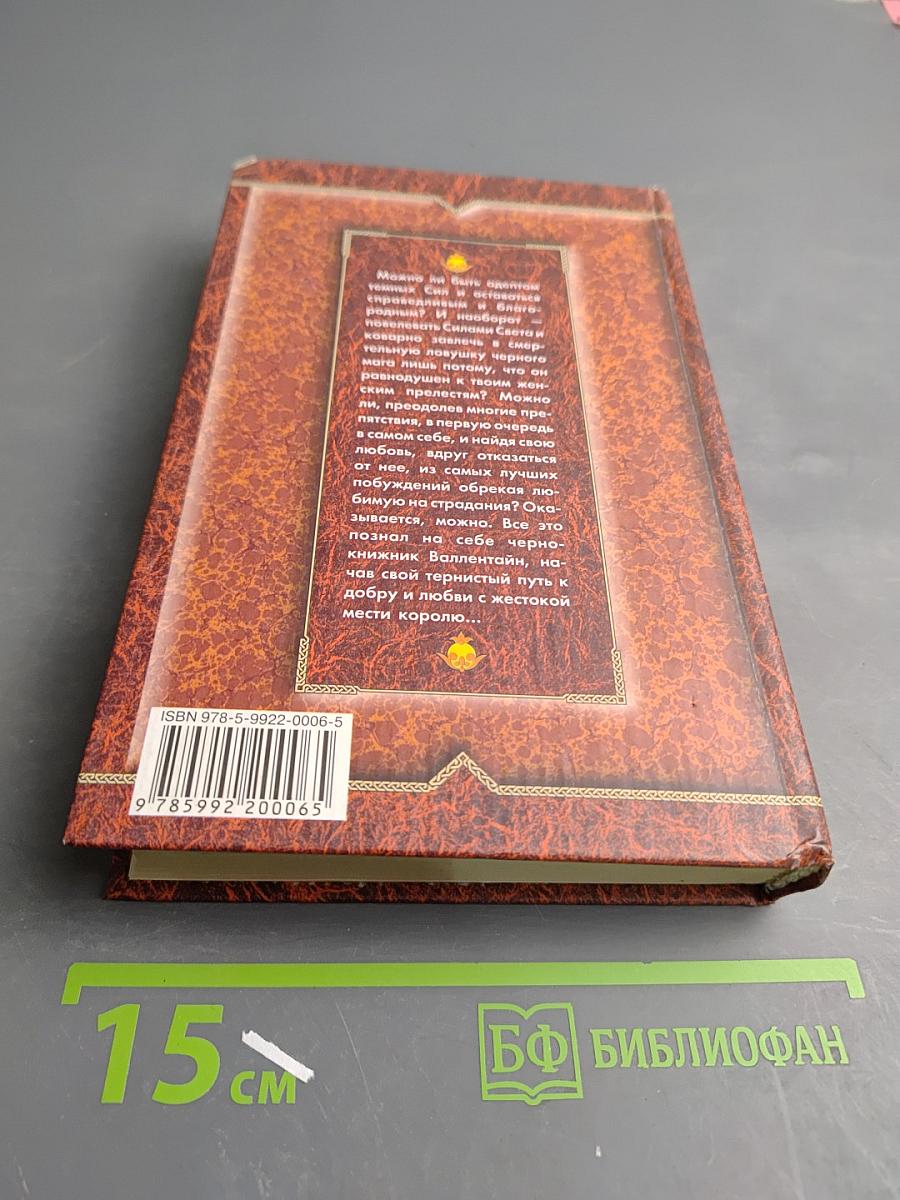 Можно ли быть адептом
темных Сил и оставаться
справедливым и благо-
родным? И наоборот —
повелевать Силами Света и
коварно завлечь в смер-
тельную ловушку черного
мага лишь потому, что он
равнодушен к твоим жен-
ским прелестям? Можно
ли, преодолев многие пре-
пятствия, в первую очередь
в самом себе, и найдя свою
любовь, вдруг отказаться
от нее, из самых лучших
побуждений обрекая лю-
бимую на страдания? Ока-
зывается, можно. Все это
познал на себе черно-
книжник Валлентайн, на-
чав свой тернистый путь к
добру и любви с жестокой
мести королю...
ISBN 978-5-9922-0006-5
9 785992 200065
15 см
БФ БИБЛИОФАН